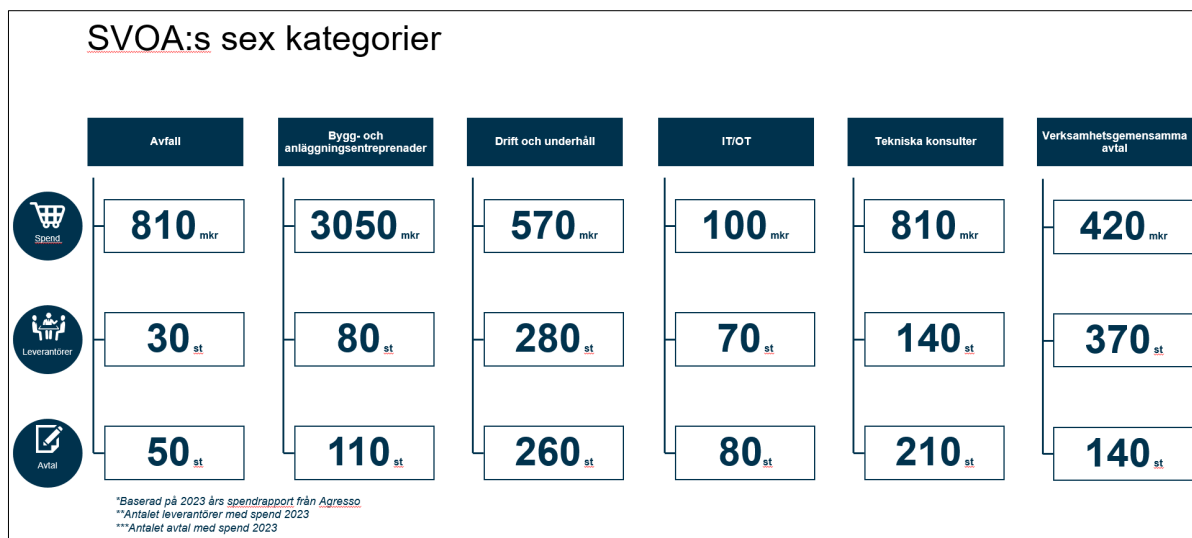 SVOA:s sex kategorier
Avfall
Bygg- och
anläggningsentreprenader
Drift och underhåll
IT/OT
Tekniska konsulter
Verksamhetsgemensamma
avtal
Spend
810 mkr
3050 mkr
570 mkr
100 mkr
810 mkr
420 mkr
Leverantörer
30 st
80 st
280 st
70 st
140 st
370 st
Avtal
50 st
110 st
260 st
80 st
210 st
140 st
*Baserad på 2023 års spendrapport från Agresso
**Antalet leverantörer med spend 2023
***Antalet avtal med spend 2023